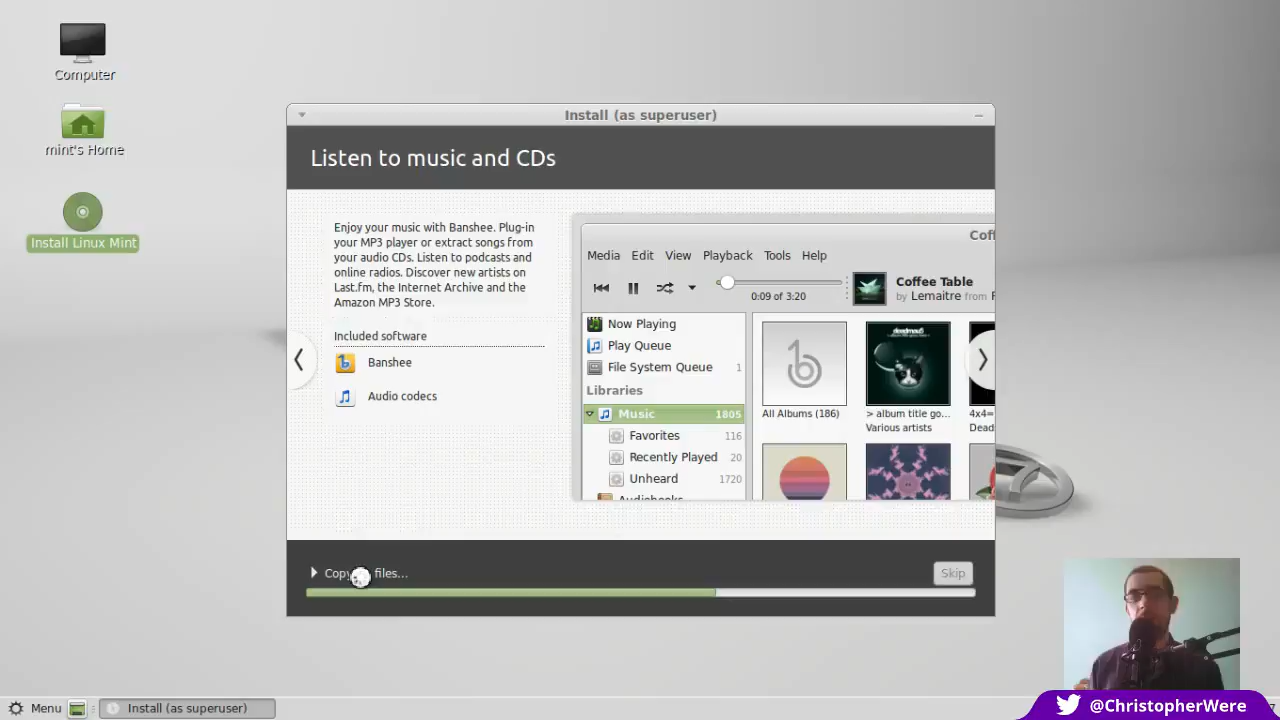 Computer
mint's Home
Install Linux Mint
Install (as superuser)
Listen to music and CDs
Enjoy your music with Banshee. Plug-in
your MP3 player or extract songs from
your audio CDs. Listen to podcasts and
online radios. Discover new artists on
Last.fm, the Internet Archive and the
Amazon MP3 Store.
Included software
Banshee
Audio codecs
Media Edit View Playback Tools Help
0:09 of 3:20
Coffee Table
by Lemaitre from
Now Playing
Play Queue
File System Queue 1
Libraries
Music 1805
Favorites 116
Recently Played 20
Unheard 1720
Audiobooks
All Albums (186)
> album title go...
Various artists
4x4=
Dead
files...
Skip
Menu
Install (as superuser)
@ChristopherWere